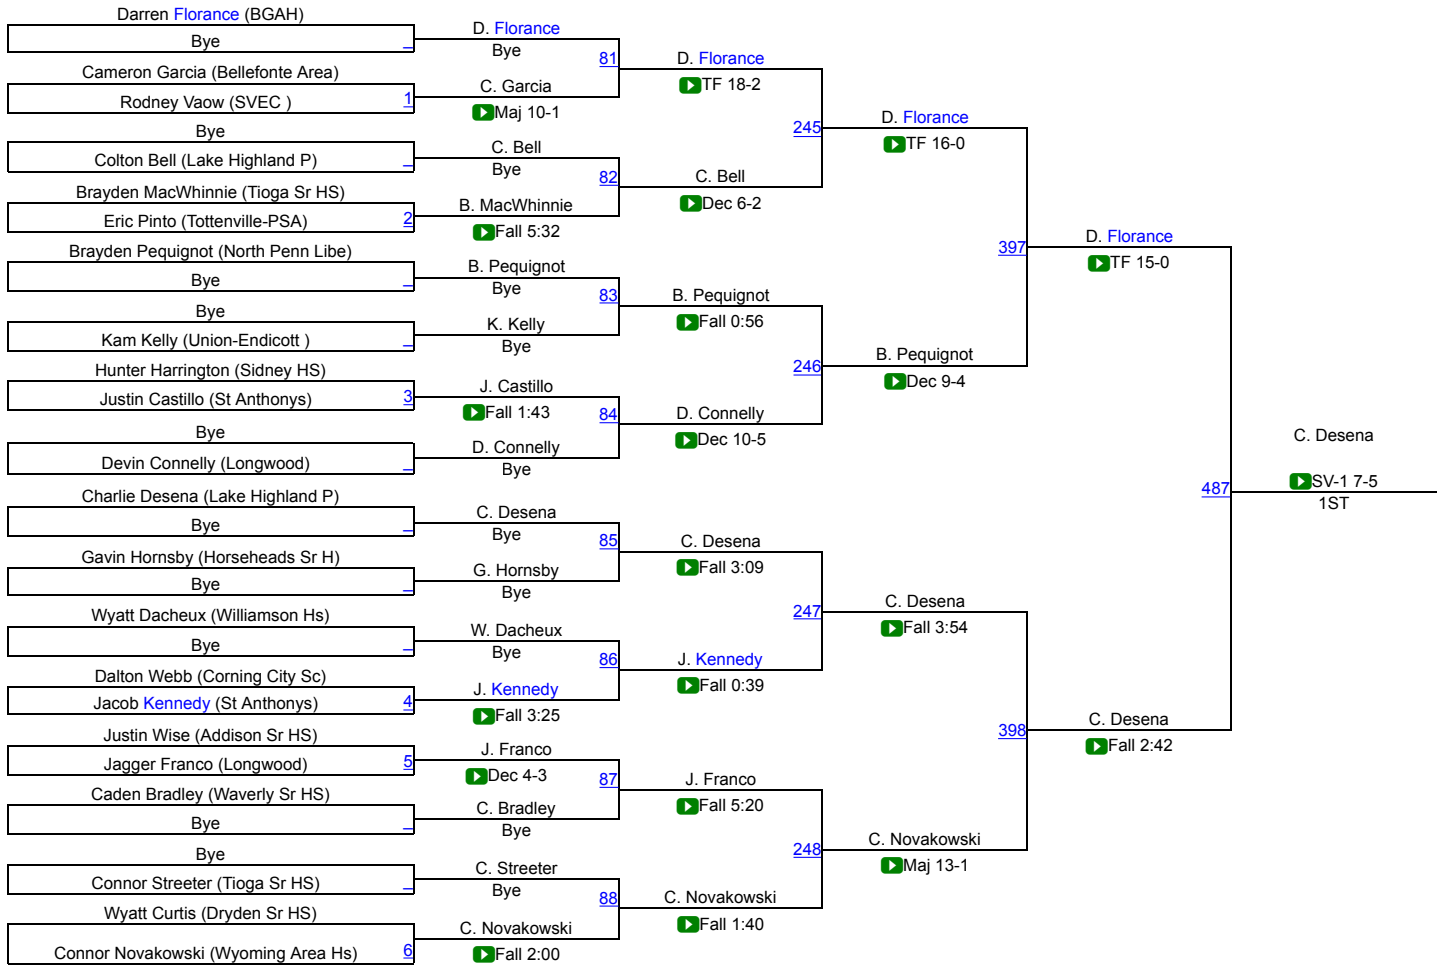 Darren Florance (BGAH)
Bye
Cameron Garcia (Bellefonte Area)
Rodney Vaow (SVEC )
1
Bye
Colton Bell (Lake Highland P)
Brayden MacWhinnie (Tioga Sr HS)
Eric Pinto (Tottenville-PSA)
2
Brayden Pequignot (North Penn Libe)
Bye
Bye
Kam Kelly (Union-Endicott )
Hunter Harrington (Sidney HS)
Justin Castillo (St Anthonys)
3
Bye
Devin Connelly (Longwood)
Charlie Desena (Lake Highland P)
Bye
Gavin Hornsby (Horseheads Sr H)
Bye
Wyatt Dacheux (Williamson Hs)
Bye
Dalton Webb (Corning City Sc)
Jacob Kennedy (St Anthonys)
4
Justin Wise (Addison Sr HS)
Jagger Franco (Longwood)
5
Caden Bradley (Waverly Sr HS)
Bye
Bye
Connor Streeter (Tioga Sr HS)
Wyatt Curtis (Dryden Sr HS)
Connor Novakowski (Wyoming Area Hs)
6
D. Florance
Bye
81
C. Garcia
Maj 10-1
C. Bell
Bye
82
B. MacWhinnie
Fall 5:32
B. Pequignot
Bye
83
K. Kelly
Bye
J. Castillo
Fall 1:43
84
D. Connelly
Bye
C. Desena
Bye
85
G. Hornsby
Bye
W. Dacheux
Bye
86
J. Kennedy
Fall 3:25
J. Franco
Dec 4-3
87
C. Bradley
Bye
C. Streeter
Bye
88
C. Novakowski
Fall 2:00
D. Florance
TF 18-2
245
C. Bell
Dec 6-2
B. Pequignot
Fall 0:56
246
D. Connelly
Dec 10-5
C. Desena
Fall 3:09
247
J. Kennedy
Fall 0:39
J. Franco
Fall 5:20
248
C. Novakowski
Fall 1:40
D. Florance
TF 16-0
397
B. Pequignot
Dec 9-4
C. Desena
Fall 3:54
398
C. Novakowski
Maj 13-1
D. Florance
TF 15-0
487
C. Desena
Fall 2:42
C. Desena
SV-1 7-5
1ST